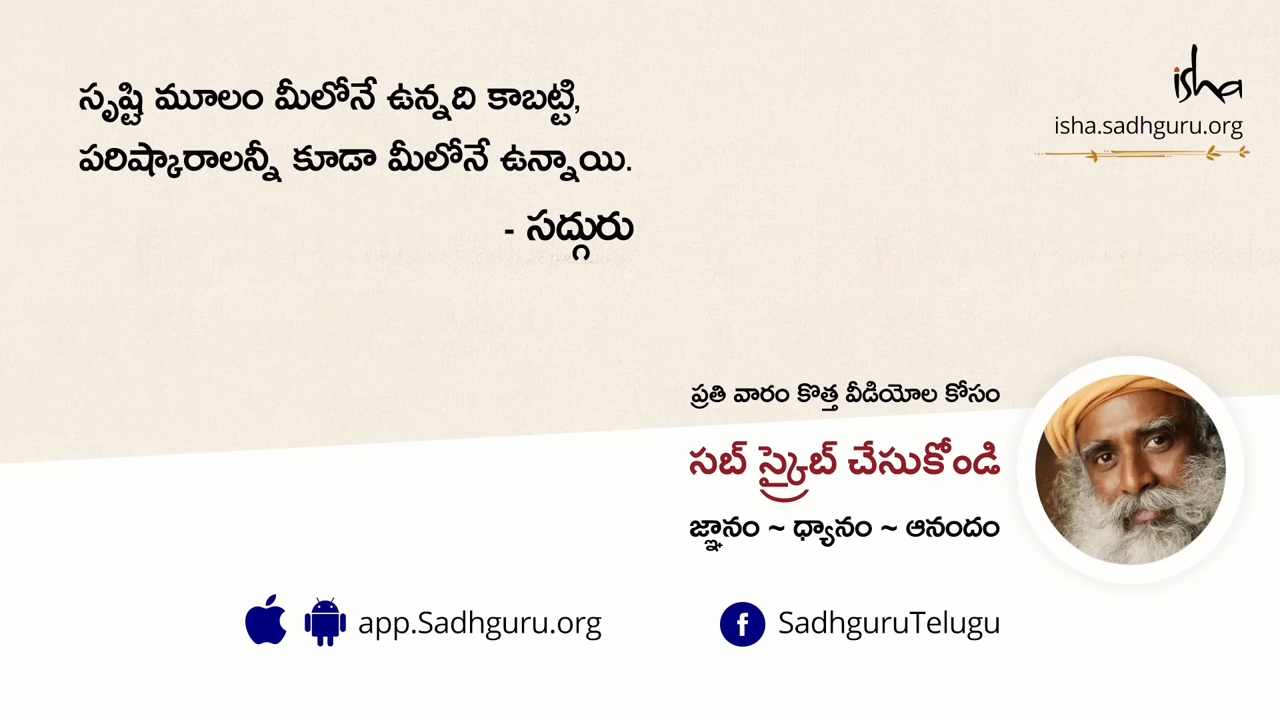 సృష్టి మూలం మీలోనే ఉన్నది కాబట్టి,
పరిష్కారాలన్నీ కూడా మీలోనే ఉన్నాయి.
- సద్గురు
isha
isha.sadhguru.org
ప్రతి వారం కొత్త వీడియోల కోసం
సబ్ స్క్రైబ్ చేసుకోండి
జ్ఞానం ~ ధ్యానం ~ ఆనందం
app.Sadhguru.org
f SadhguruTelugu